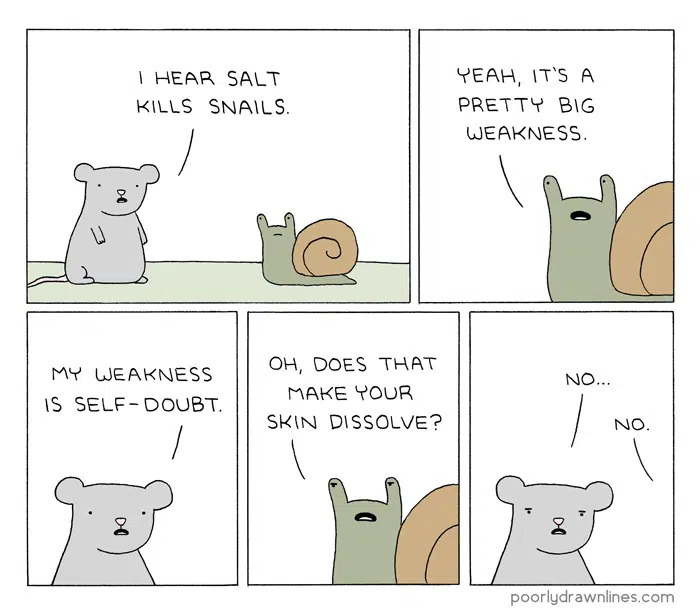 I HEAR SALT
KILLS SNAILS.
YEAH, IT'S A
PRETTY BIG
WEAKNESS.
MY WEAKNESS
IS SELF-DOUBT.
OH, DOES THAT
MAKE YOUR
SKIN DISSOLVE?
NO...
NO.
poorlydrawnlines.com